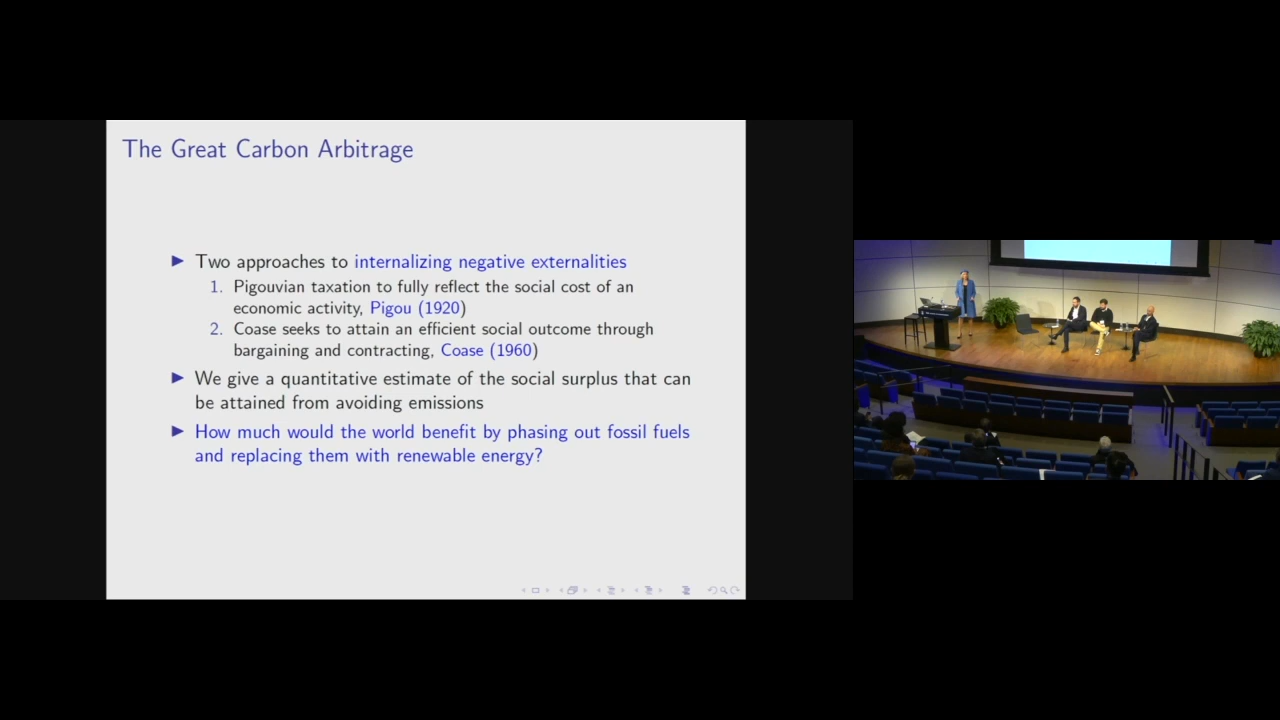 The Great Carbon Arbitrage
▶ Two approaches to internalizing negative externalities
1. Pigouvian taxation to fully reflect the social cost of an
economic activity, Pigou (1920)
2. Coase seeks to attain an efficient social outcome through
bargaining and contracting, Coase (1960)
▶ We give a quantitative estimate of the social surplus that can
be attained from avoiding emissions
▶ How much would the world benefit by phasing out fossil fuels
and replacing them with renewable energy?